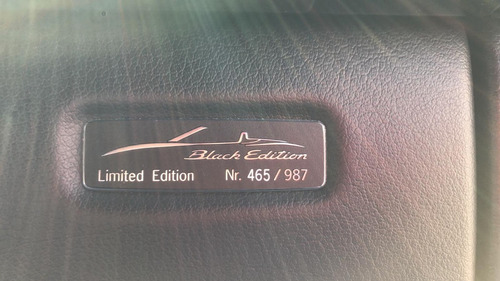 Black Edition
Limited Edition Nr. 465 / 987